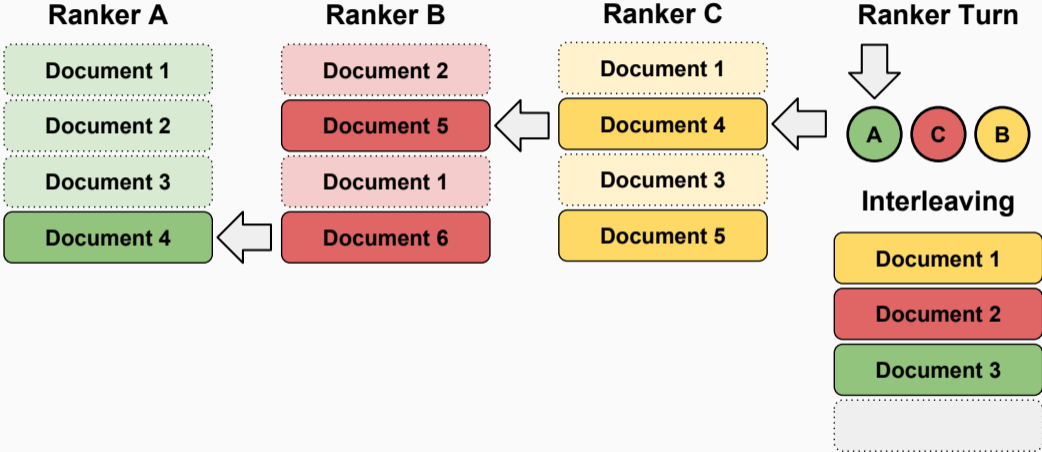 Ranker A
Document 1
Document 2
Document 3
Document 4
Ranker B
Document 2
Document 5
Document 1
Document 6
Ranker C
Document 1
Document 4
Document 3
Document 5
Ranker Turn
A C B
Interleaving
Document 1
Document 2
Document 3